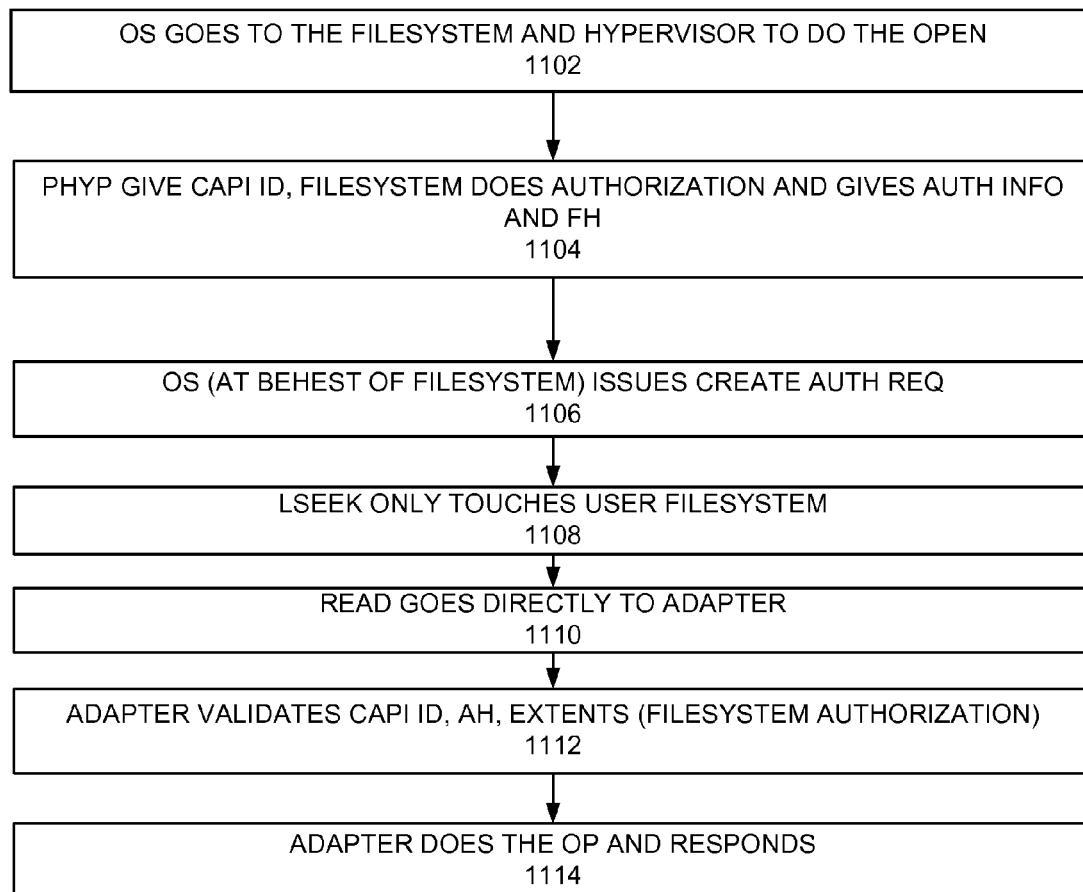 OS GOES TO THE FILESYSTEM AND HYPERVISOR TO DO THE OPEN
1102
PHYP GIVE CAPI ID, FILESYSTEM DOES AUTHORIZATION AND GIVES AUTH INFO
AND FH
1104
OS (AT BEHEST OF FILESYSTEM) ISSUES CREATE AUTH REQ
1106
LSEEK ONLY TOUCHES USER FILESYSTEM
1108
READ GOES DIRECTLY TO ADAPTER
1110
ADAPTER VALIDATES CAPI ID, AH, EXTENTS (FILESYSTEM AUTHORIZATION)
1112
ADAPTER DOES THE OP AND RESPONDS
1114